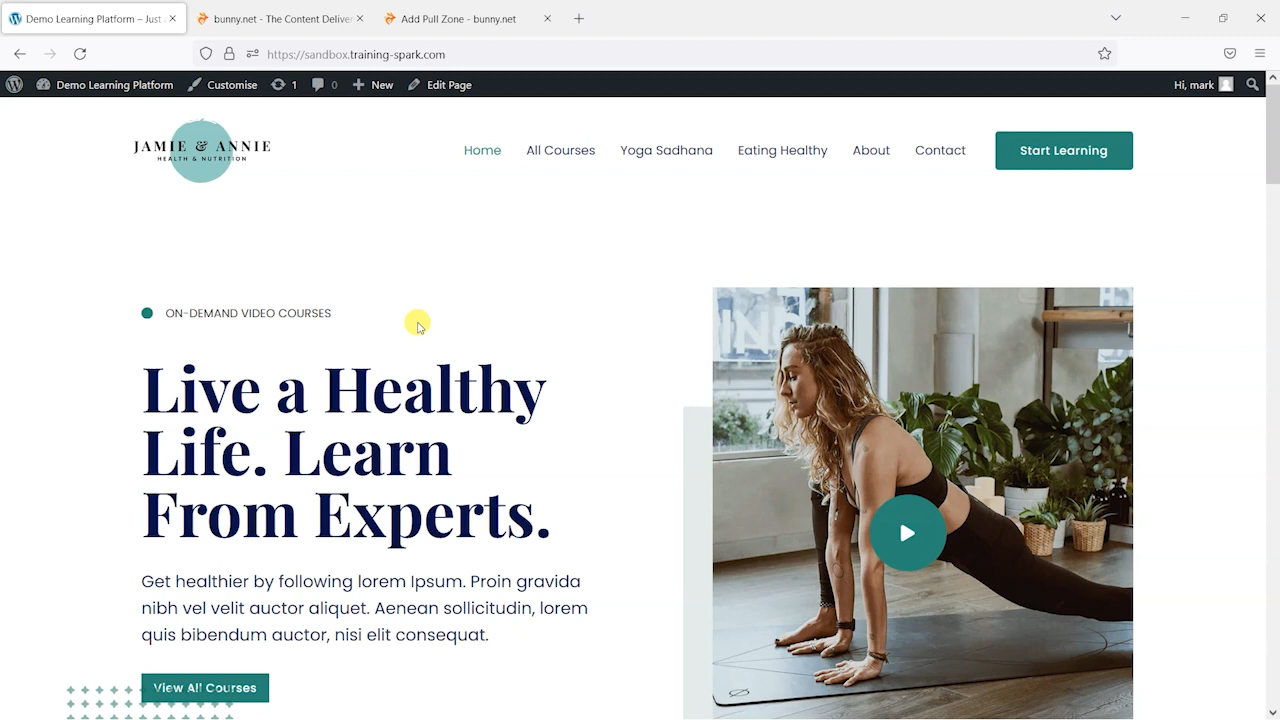 Demo Learning Platform – Just a
bunny.net - The Content Deliver
Add Pull Zone - bunny.net
https://sandbox.training-spark.com
Demo Learning Platform
Customise
1
0
New
Edit Page
Hi, mark
JAMIE & ANNIE
HEALTH & NUTRITION
Home
All Courses
Yoga Sadhana
Eating Healthy
About
Contact
Start Learning
ON-DEMAND VIDEO COURSES
Live a Healthy
Life. Learn
From Experts.
Get healthier by following lorem Ipsum. Proin gravida
nibh vel velit auctor aliquet. Aenean sollicitudin, lorem
quis bibendum auctor, nisi elit consequat.
View All Courses